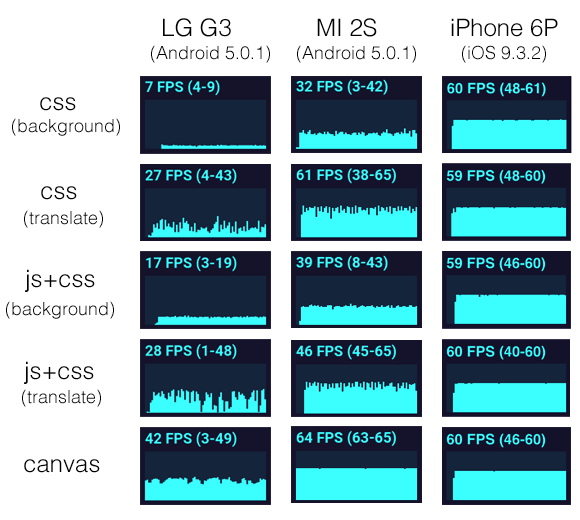 LG G3 MI 2S iPhone 6P
(Android 5.0.1) (Android 5.0.1) (iOS 9.3.2)
7 FPS (4-9) 32 FPS (3-42) 60 FPS (48-61)
css
(background)
27 FPS (4-43) 61 FPS (38-65) 59 FPS (48-60)
css
(translate)
17 FPS (3-19) 39 FPS (8-43) 59 FPS (46-60)
js+css
(background)
28 FPS (1-48) 46 FPS (45-65) 60 FPS (40-60)
js+css
(translate)
42 FPS (3-49) 64 FPS (63-65) 60 FPS (46-60)
canvas